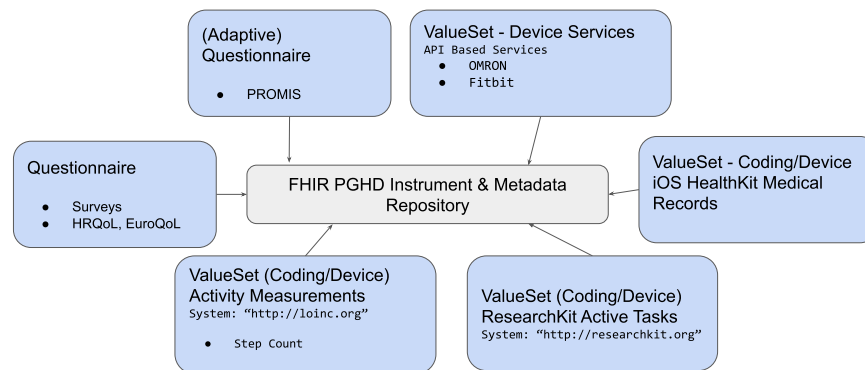 (Adaptive)
Questionnaire
● PROMIS
ValueSet - Device Services
API Based Services
● OMRON
● Fitbit
Questionnaire
● Surveys
● HRQoL, EuroQoL
FHIR PGHD Instrument & Metadata
Repository
ValueSet - Coding/Device
iOS HealthKit Medical
Records
ValueSet (Coding/Device)
Activity Measurements
System: “http://loinc.org”
● Step Count
ValueSet (Coding/Device)
ResearchKit Active Tasks
System: “http://researchkit.org”